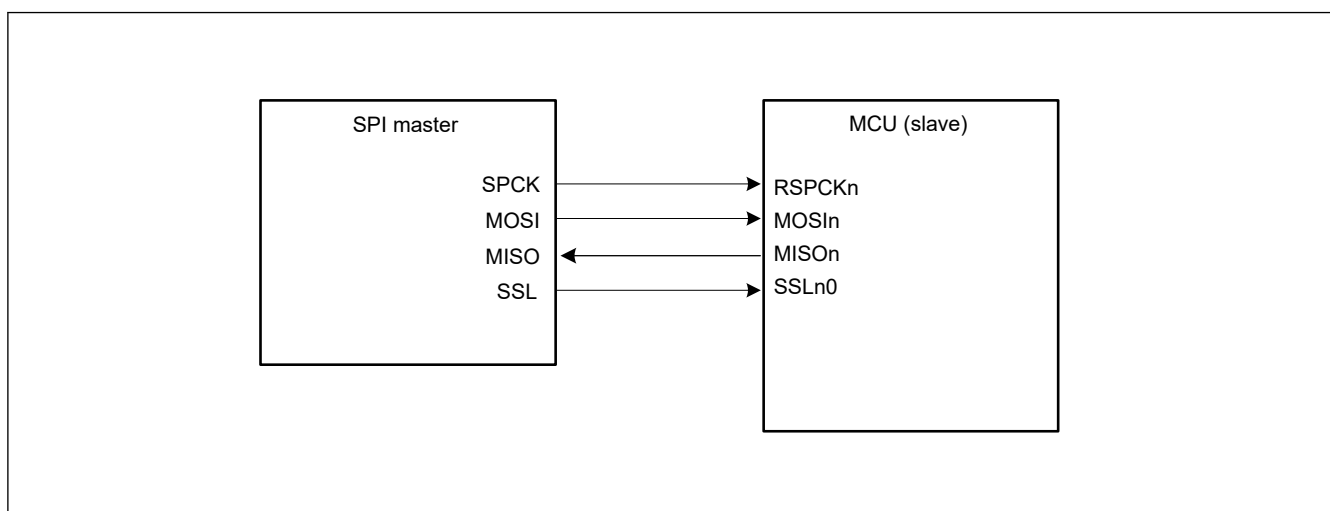 SPI master
SPCK
MOSI
MISO
SSL
MCU (slave)
RSPCKn
MOSIn
MISOn
SSLn0